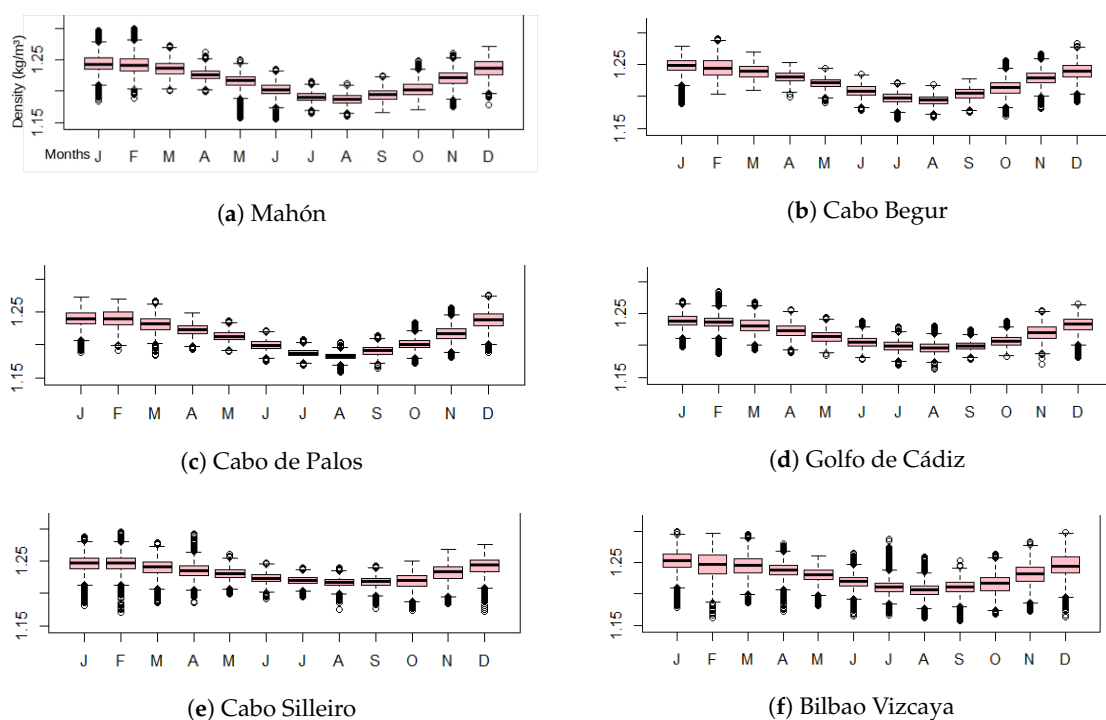 Density (kg/m³)
1.25
1.15
Months J F M A M J J A S O N D
(a) Mahón
1.25
1.15
J F M A M J J A S O N D
(b) Cabo Begur
1.25
1.15
J F M A M J J A S O N D
(c) Cabo de Palos
1.25
1.15
J F M A M J J A S O N D
(d) Golfo de Cádiz
1.25
1.15
J F M A M J J A S O N D
(e) Cabo Silleiro
1.25
1.15
J F M A M J J A S O N D
(f) Bilbao Vizcaya